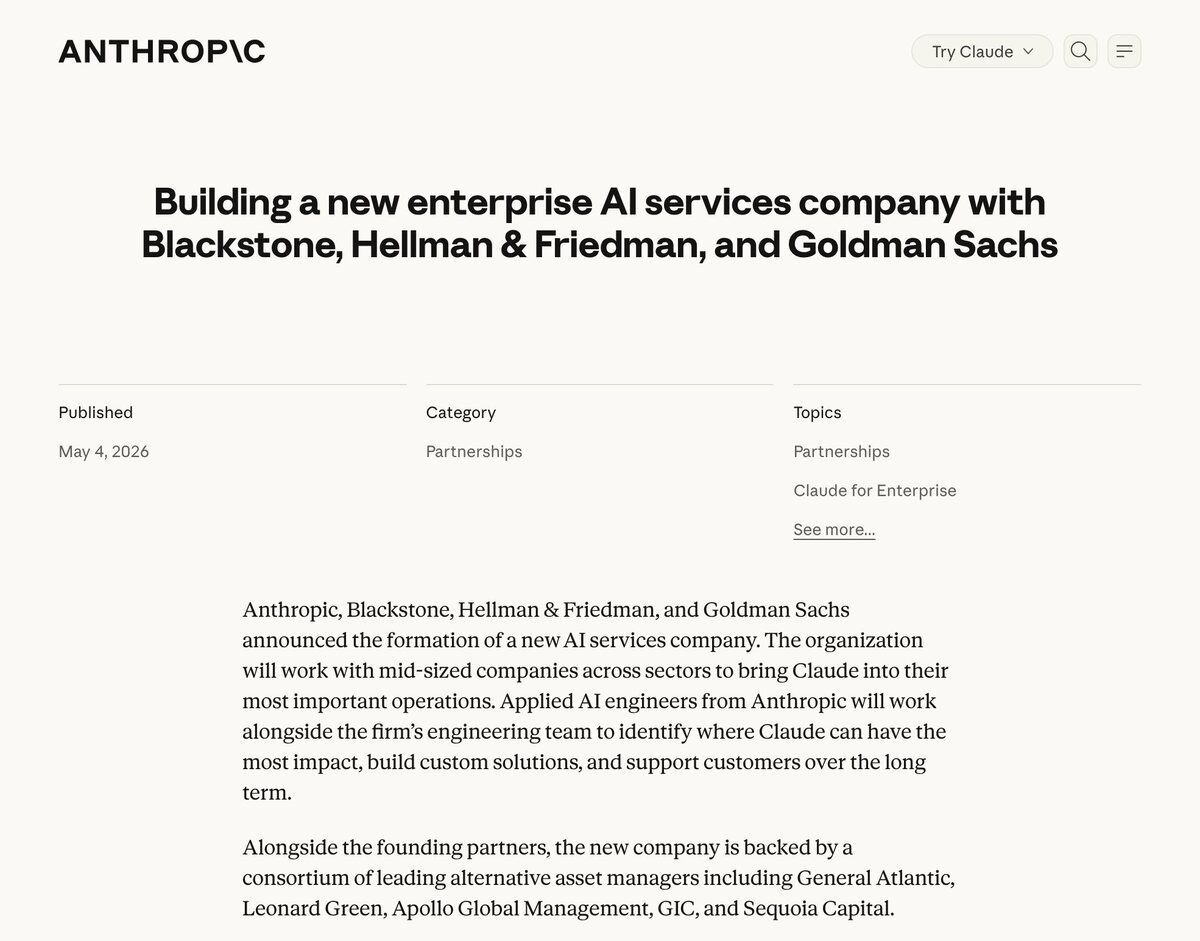 ANTHROP\C
Try Claude
Building a new enterprise AI services company with
Blackstone, Hellman & Friedman, and Goldman Sachs
Published
May 4, 2026
Category
Partnerships
Topics
Partnerships
Claude for Enterprise
See more...
Anthropic, Blackstone, Hellman & Friedman, and Goldman Sachs
announced the formation of a new AI services company. The organization
will work with mid-sized companies across sectors to bring Claude into their
most important operations. Applied AI engineers from Anthropic will work
alongside the firm’s engineering team to identify where Claude can have the
most impact, build custom solutions, and support customers over the long
term.
Alongside the founding partners, the new company is backed by a
consortium of leading alternative asset managers including General Atlantic,
Leonard Green, Apollo Global Management, GIC, and Sequoia Capital.